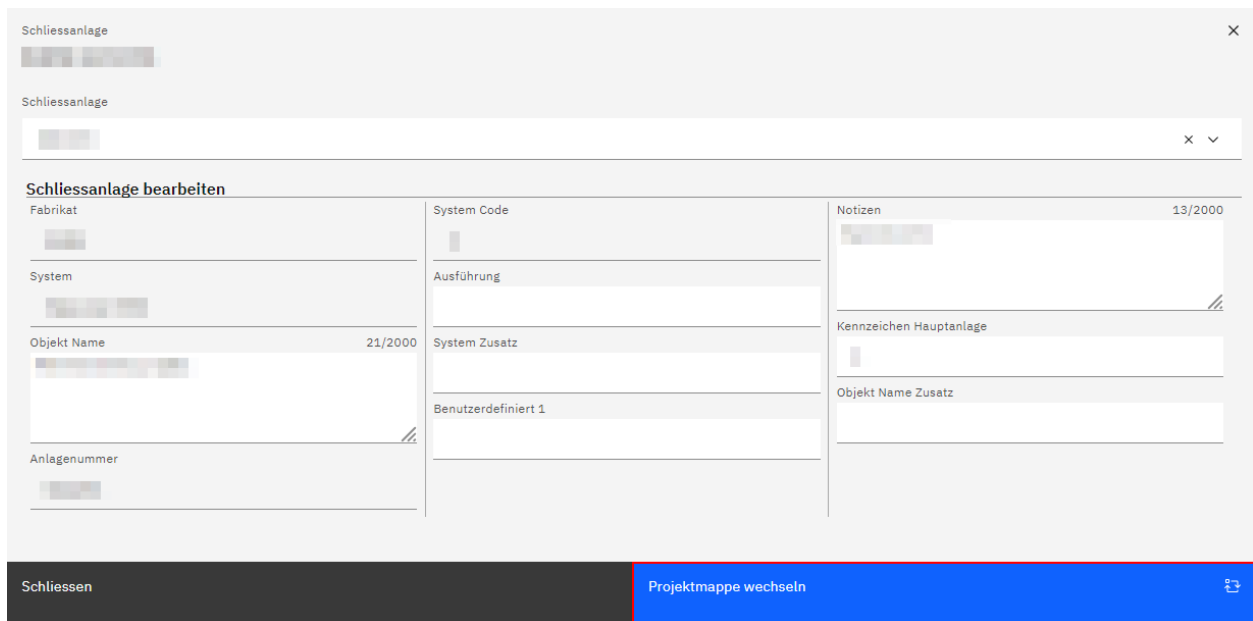 Schliessanlage
Schliessanlage
Schliessanlage bearbeiten
Fabrikat
System
Objekt Name 21/2000
Anlagenummer
System Code
Ausführung
System Zusatz
Benutzerdefiniert 1
Notizen 13/2000
Kennzeichen Hauptanlage
Objekt Name Zusatz
Schliessen
Projektmappe wechseln